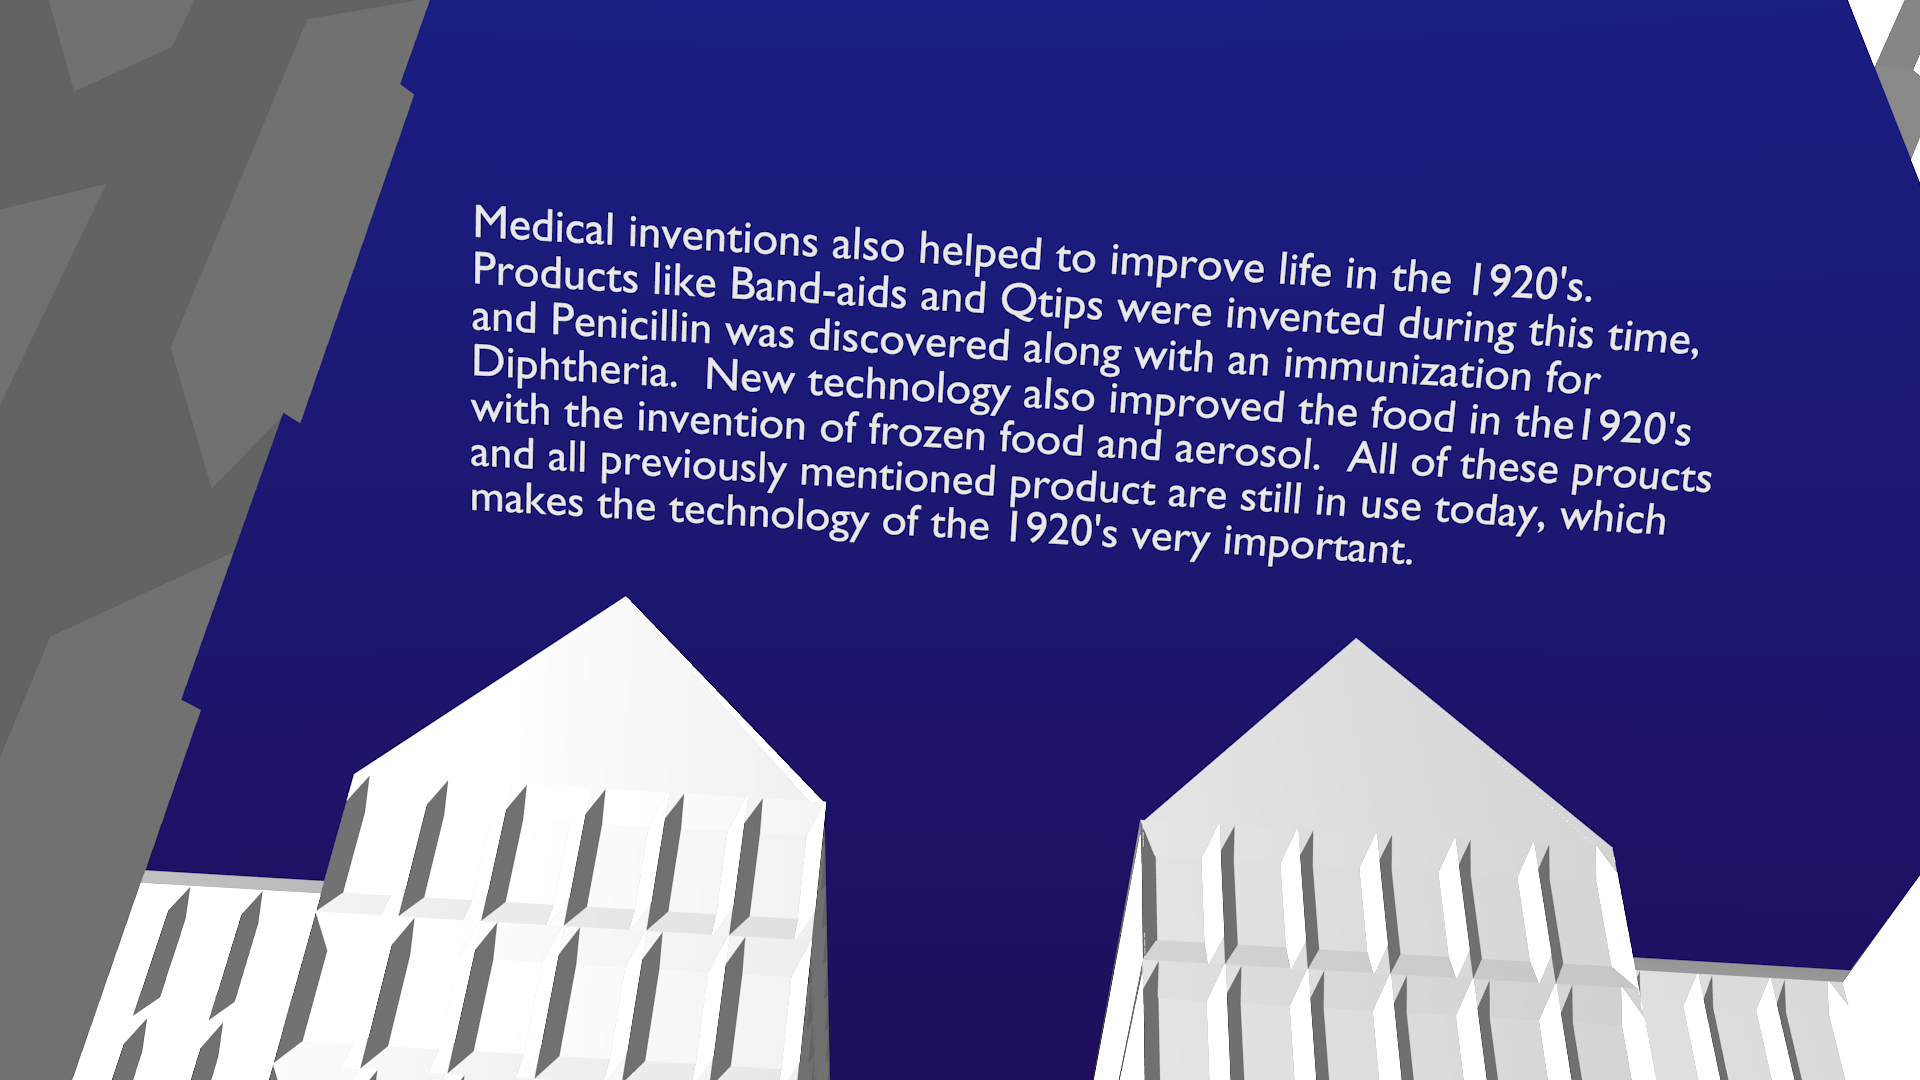 Medical inventions also helped to improve life in the 1920's.
Products like Band-aids and Qtips were invented during this time,
and Penicillin was discovered along with an immunization for
Diphtheria.  New technology also improved the food in the1920's
with the invention of frozen food and aerosol.  All of these proucts
and all previously mentioned product are still in use today, which
makes the technology of the 1920's very important.